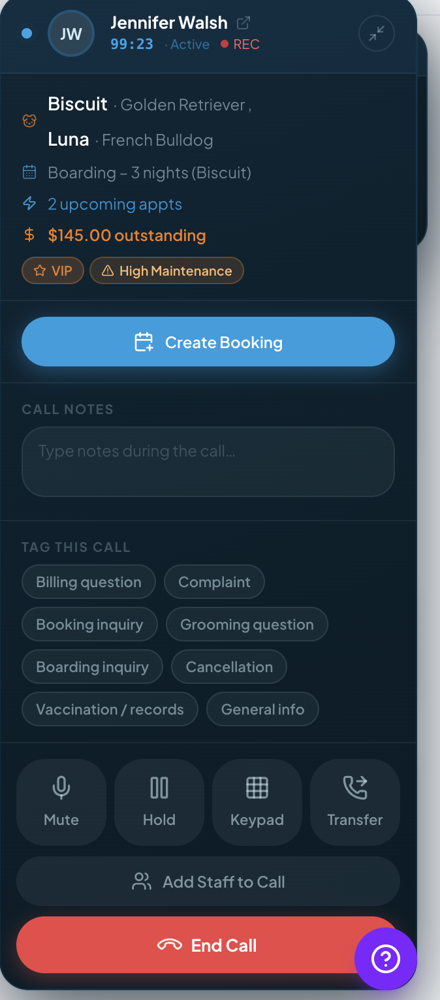 JW
Jennifer Walsh
99:23 · Active REC
Biscuit · Golden Retriever ,
Luna · French Bulldog
Boarding – 3 nights (Biscuit)
2 upcoming appts
$145.00 outstanding
VIP High Maintenance
Create Booking
CALL NOTES
Type notes during the call…
TAG THIS CALL
Billing question Complaint
Booking inquiry Grooming question
Boarding inquiry Cancellation
Vaccination / records General info
Mute Hold Keypad Transfer
Add Staff to Call
End Call